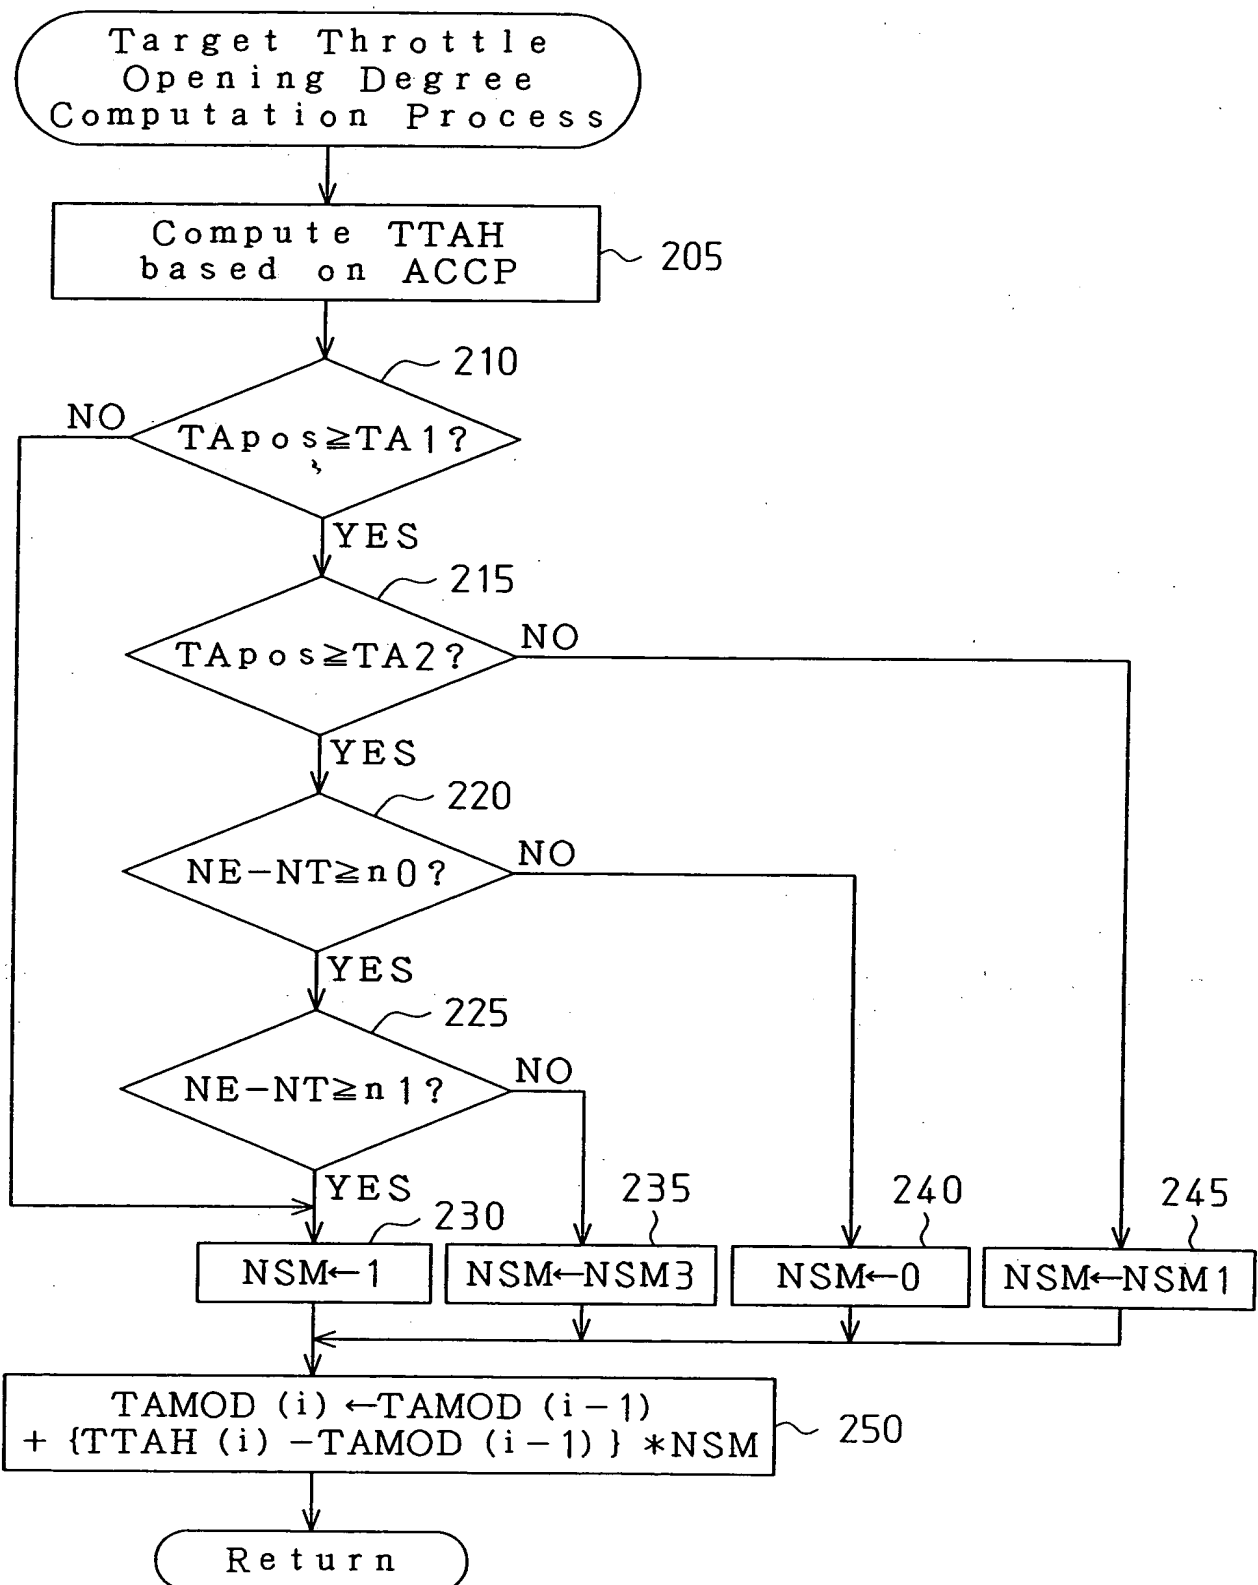 Target Throttle
Opening Degree
Computation Process
Compute TTAH
based on ACCP
205
210
NO
TApos≧TA1?
YES
215
TApos≧TA2?
NO
YES
220
NE-NT≧n0?
NO
YES
225
NE-NT≧n1?
NO
YES
230
235
240
245
NSM←1
NSM←NSM3
NSM←0
NSM←NSM1
TAMOD (i) ←TAMOD (i-1)
+ {TTAH (i) -TAMOD (i-1) } *NSM
250
Return